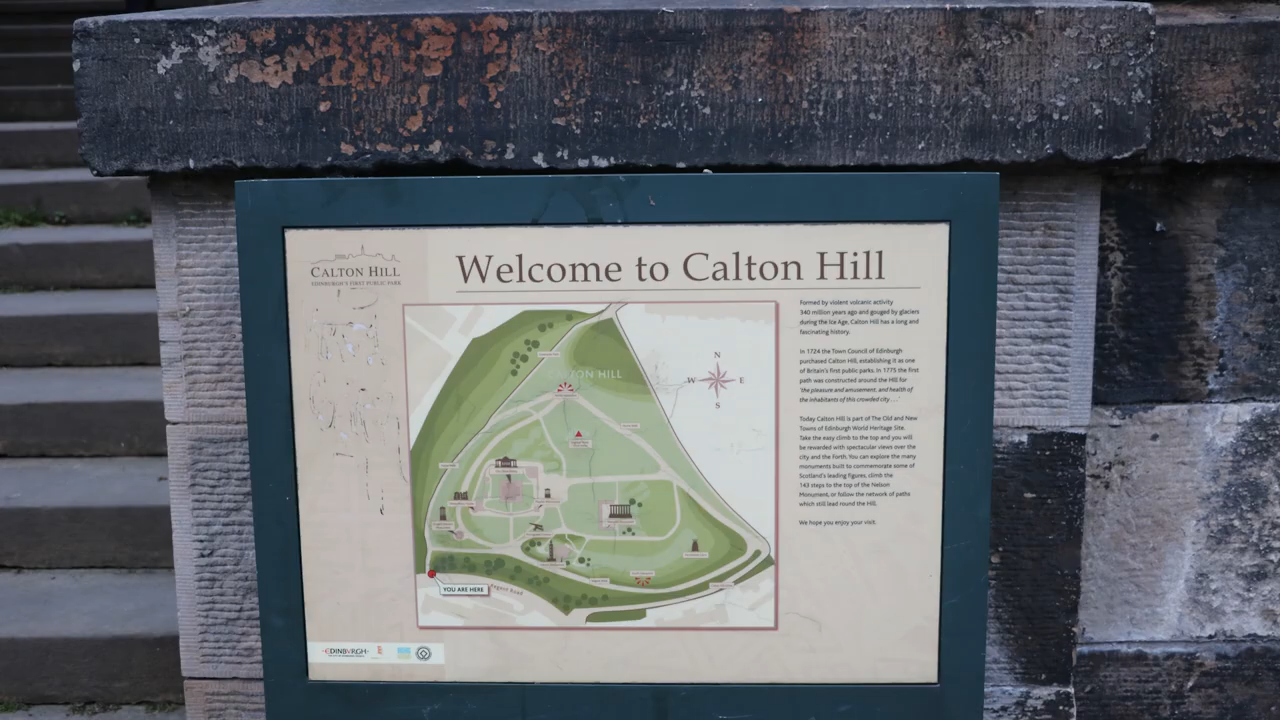 CALTON HILL
EDINBURGH'S FIRST PUBLIC PARK
Welcome to Calton Hill
Formed by violent volcanic activity
340 million years ago and gouged by glaciers
during the Ice Age, Calton Hill has a long and
fascinating history.
In 1724 the Town Council of Edinburgh
purchased Calton Hill, establishing it as one
of Britain's first public parks. In 1775 the first
path was constructed around the Hill for
'the pleasure and amusement, and health of
the inhabitants of this crowded city . . .'
Today Calton Hill is part of The Old and New
Towns of Edinburgh World Heritage Site.
Take the easy climb to the top and you will
be rewarded with spectacular views over the
city and the Forth. You can explore the many
monuments built to commemorate some of
Scotland's leading figures, climb the
143 steps to the top of the Nelson
Monument, or follow the network of paths
which still lead round the Hill.
We hope you enjoy your visit.
CALTON HILL
N
W E
S
YOU ARE HERE
Regent Road
EDINBVRGH